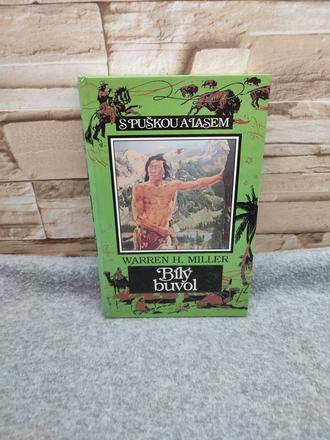 S PUŠKOU A LASEM
WARREN H. MILLER
Bílý
buvol